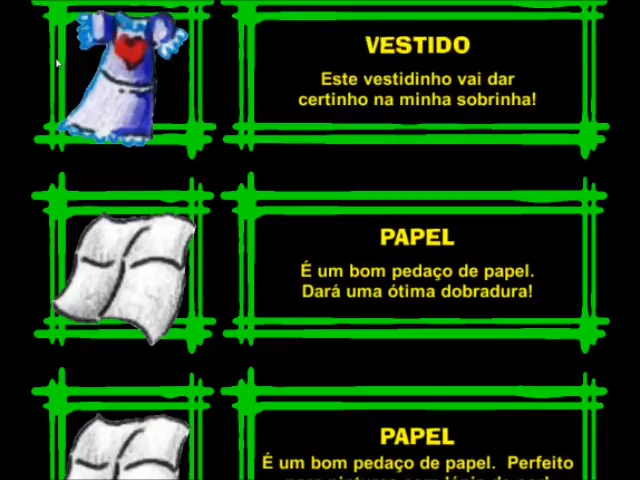 VESTIDO
Este vestidinho vai dar
certinho na minha sobrinha!
PAPEL
É um bom pedaço de papel.
Dará uma ótima dobradura!
PAPEL
É um bom pedaço de papel.  Perfeito